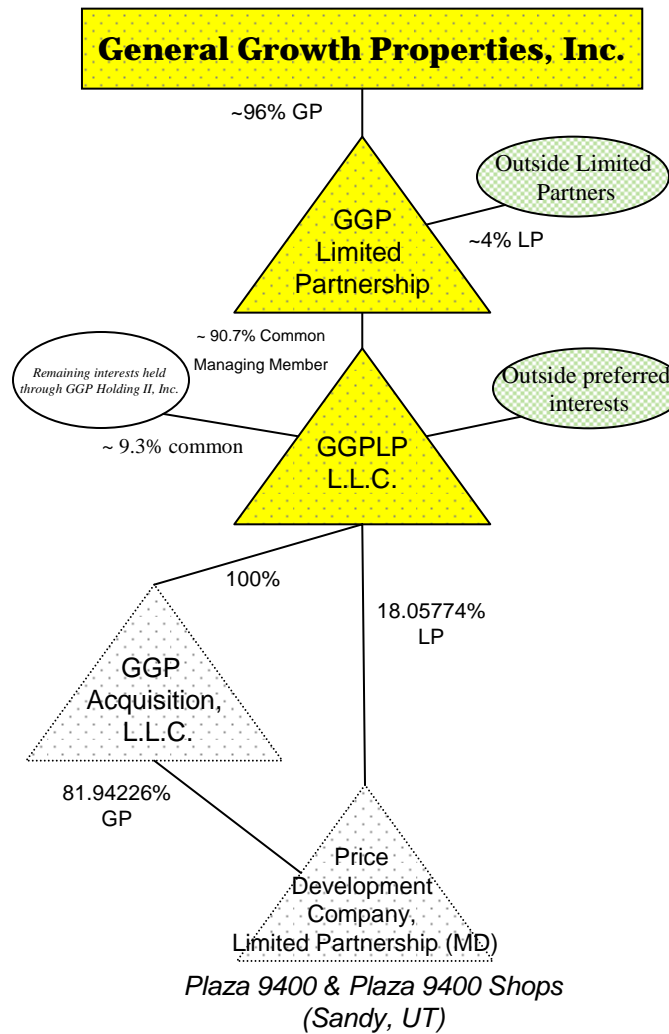 General Growth Properties, Inc.
~96% GP
Outside Limited
Partners
GGP
Limited
Partnership
~4% LP
~ 90.7% Common
Managing Member
Remaining interests held
through GGP Holding II, Inc.
Outside preferred
interests
~ 9.3% common
GGPLP
L.L.C.
100%
18.05774%
LP
GGP
Acquisition,
L.L.C.
81.94226%
GP
Price
Development
Company,
Limited Partnership (MD)
Plaza 9400 & Plaza 9400 Shops
(Sandy, UT)